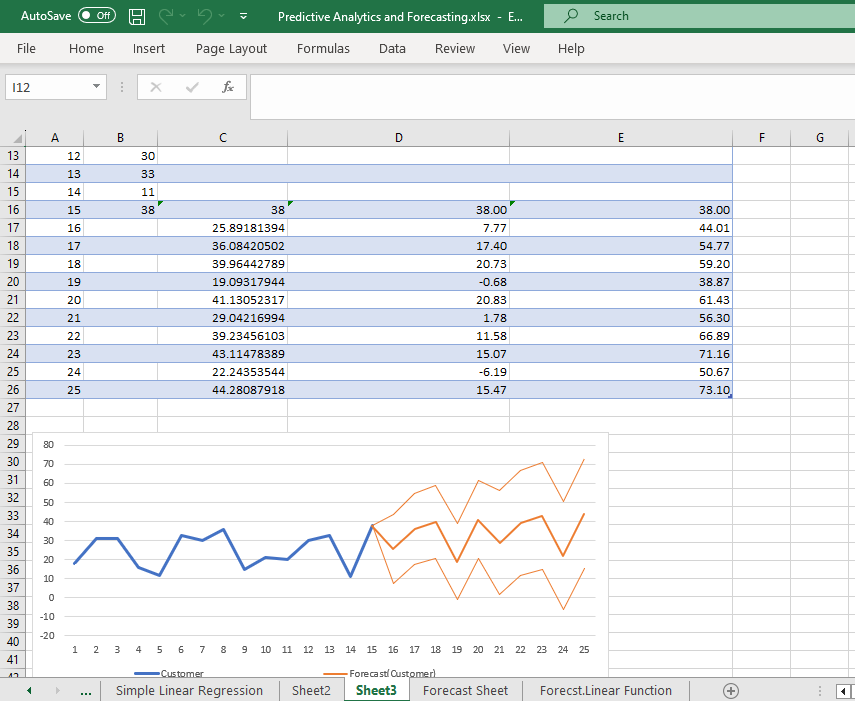 AutoSave Off Predictive Analytics and Forecasting.xlsx - E... Search
File Home Insert Page Layout Formulas Data Review View Help
I12 fx
A B C D E F G
13 12 30
14 13 33
15 14 11
16 15 38 38 38.00 38.00
17 16 25.89181394 7.77 44.01
18 17 36.08420502 17.40 54.77
19 18 39.96442789 20.73 59.20
20 19 19.09317944 -0.68 38.87
21 20 41.13052317 20.83 61.43
22 21 29.04216994 1.78 56.30
23 22 39.23456103 11.58 66.89
24 23 43.11478389 15.07 71.16
25 24 22.24353544 -6.19 50.67
26 25 44.28087918 15.47 73.10
27
28
29
30
31
32
33
34
35
36
37
38
39
40
41
42
80
70
60
50
40
30
20
10
0
-10
-20
1 2 3 4 5 6 7 8 9 10 11 12 13 14 15 16 17 18 19 20 21 22 23 24 25
Customer Forecast(Customer)
... Simple Linear Regression Sheet2 Sheet3 Forecast Sheet Forecst.Linear Function